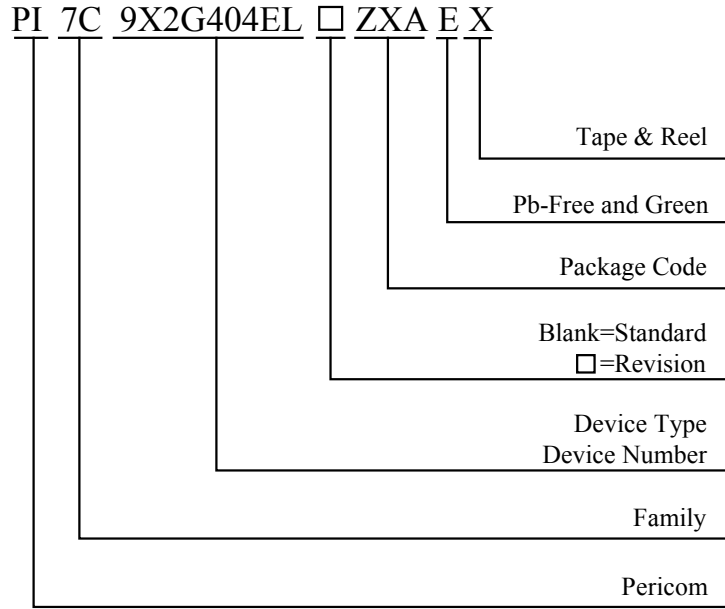 PI 7C 9X2G404EL □ ZXA E X
Tape & Reel
Pb-Free and Green
Package Code
Blank=Standard
□=Revision
Device Type
Device Number
Family
Pericom